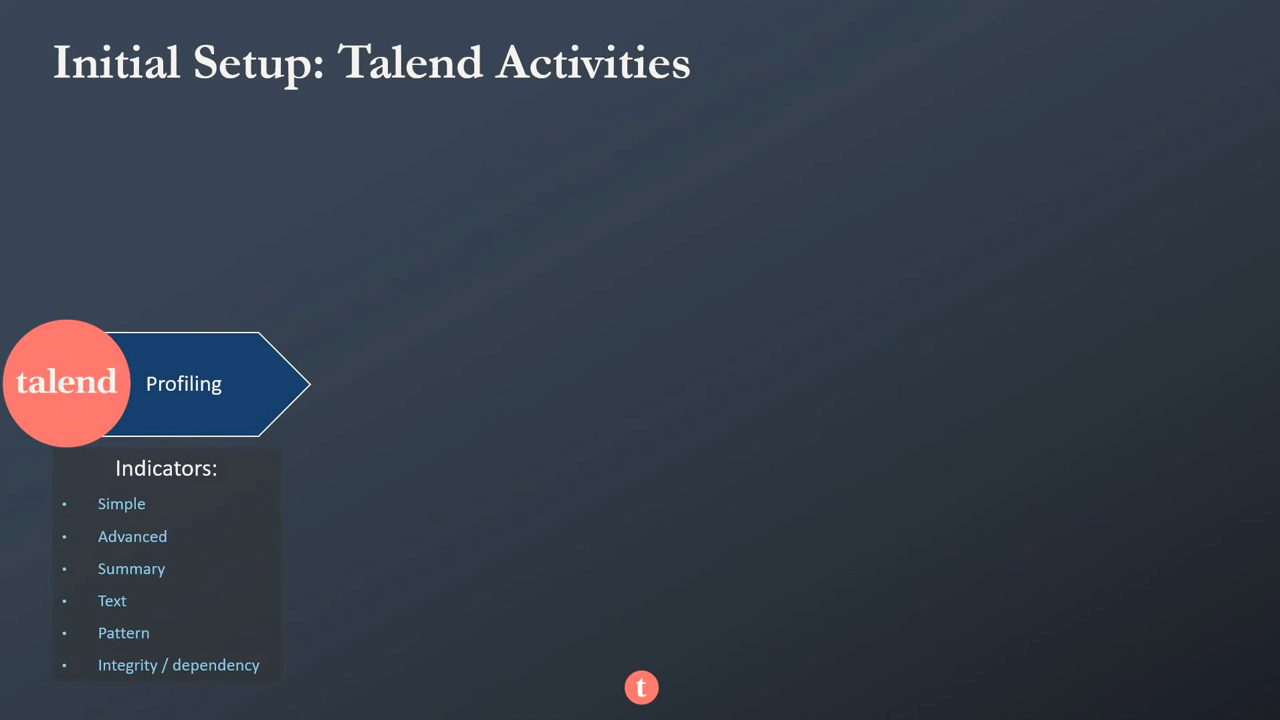 Initial Setup: Talend Activities
talend
Profiling
Indicators:
• Simple
• Advanced
• Summary
• Text
• Pattern
• Integrity / dependency
t